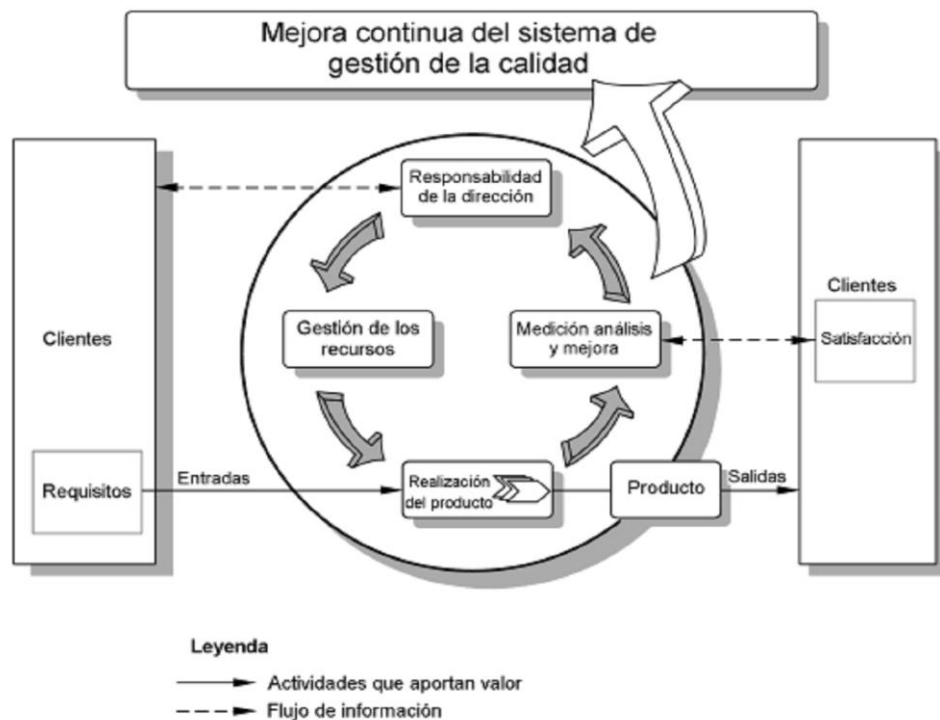 Mejora continua del sistema de
gestión de la calidad
Responsabilidad
de la dirección
Clientes
Gestión de los
recursos
Medición análisis
y mejora
Clientes
Satisfacción
Requisitos
Entradas
Realización
del producto
Producto
Salidas
Leyenda
Actividades que aportan valor
Flujo de información